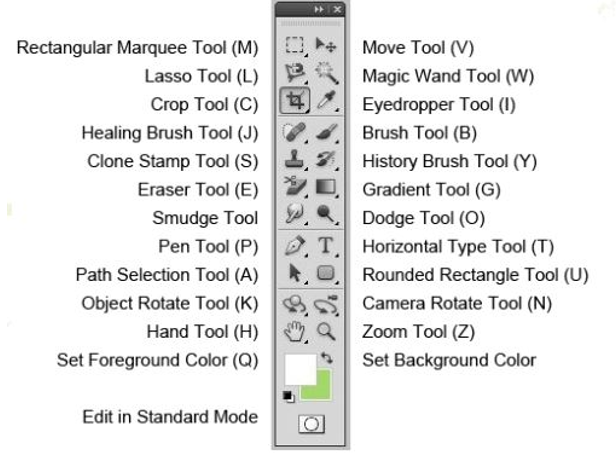 Rectangular Marquee Tool (M) Move Tool (V)
Lasso Tool (L) Magic Wand Tool (W)
Crop Tool (C) Eyedropper Tool (I)
Healing Brush Tool (J) Brush Tool (B)
Clone Stamp Tool (S) History Brush Tool (Y)
Eraser Tool (E) Gradient Tool (G)
Smudge Tool Dodge Tool (O)
Pen Tool (P) T Horizontal Type Tool (T)
Path Selection Tool (A) Rounded Rectangle Tool (U)
Object Rotate Tool (K) Camera Rotate Tool (N)
Hand Tool (H) Zoom Tool (Z)
Set Foreground Color (Q) Set Background Color
Edit in Standard Mode